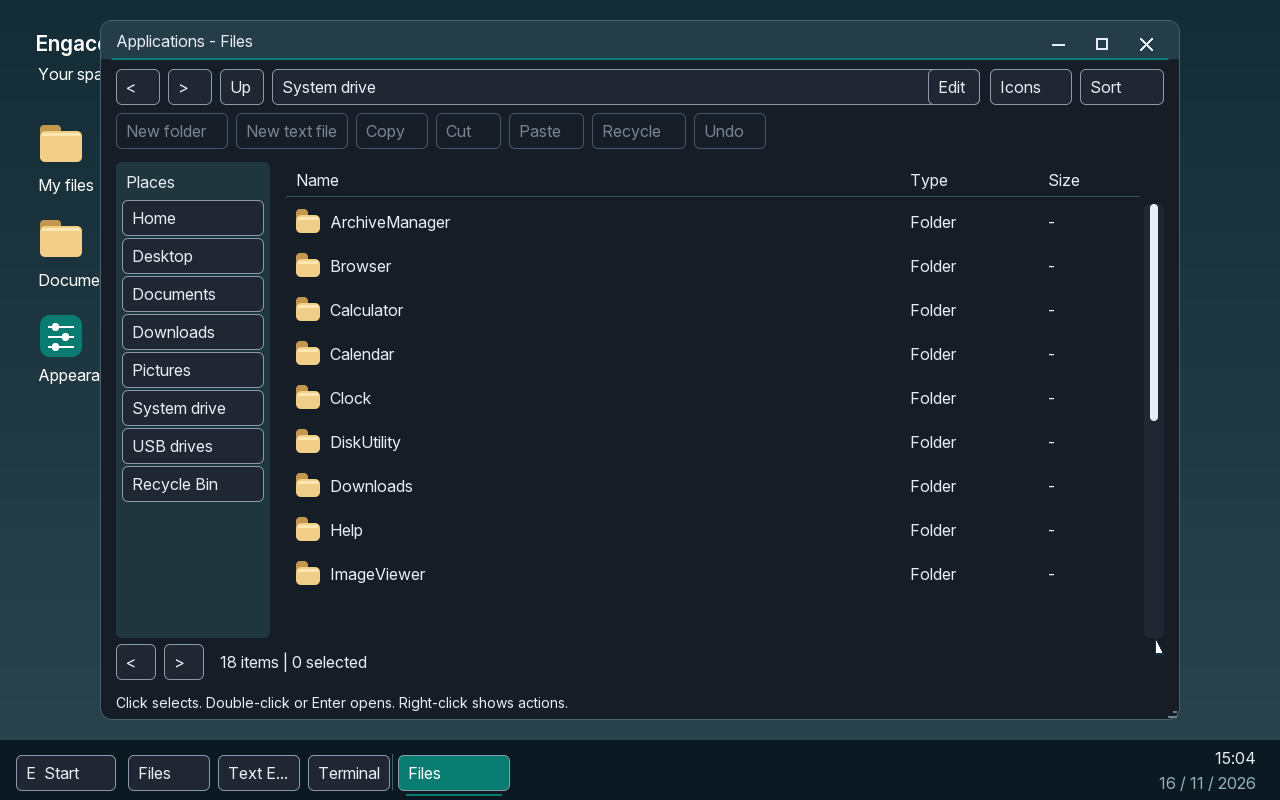 Engac
Your spa
My files
Docume
Appeara
Applications - Files
< > Up System drive Edit Icons Sort
New folder New text file Copy Cut Paste Recycle Undo
Places
Home
Desktop
Documents
Downloads
Pictures
System drive
USB drives
Recycle Bin
Name Type Size
ArchiveManager Folder -
Browser Folder -
Calculator Folder -
Calendar Folder -
Clock Folder -
DiskUtility Folder -
Downloads Folder -
Help Folder -
ImageViewer Folder -
< > 18 items | 0 selected
Click selects. Double-click or Enter opens. Right-click shows actions.
E Start Files Text E... Terminal Files
15:04
16 / 11 / 2026